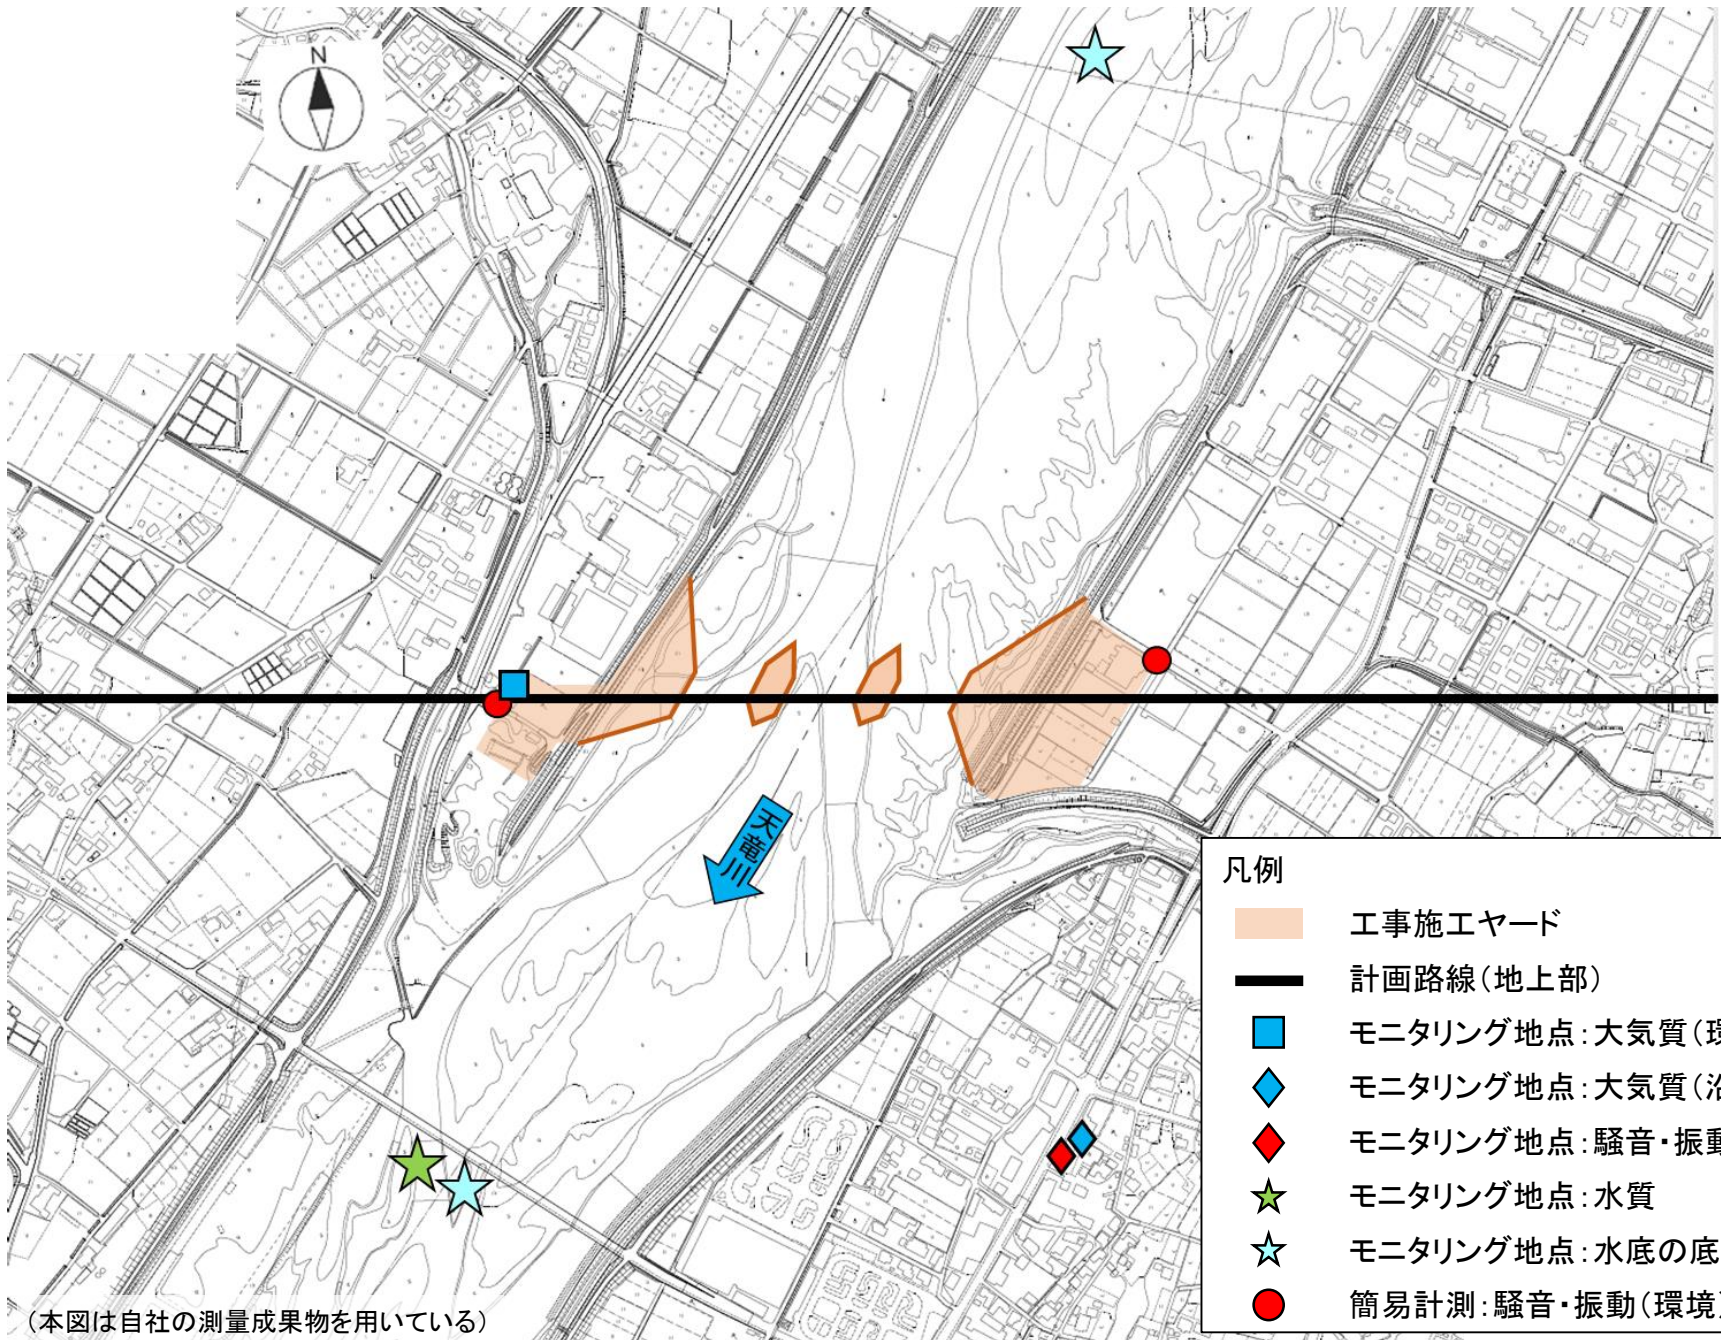 N
天竜川
凡例
工事施工ヤード
計画路線(地上部)
モニタリング地点:大気質(環
モニタリング地点:大気質(沿
モニタリング地点:騒音・振動
モニタリング地点:水質
モニタリング地点:水底の底
簡易計測:騒音・振動(環境)
(本図は自社の測量成果物を用いている)